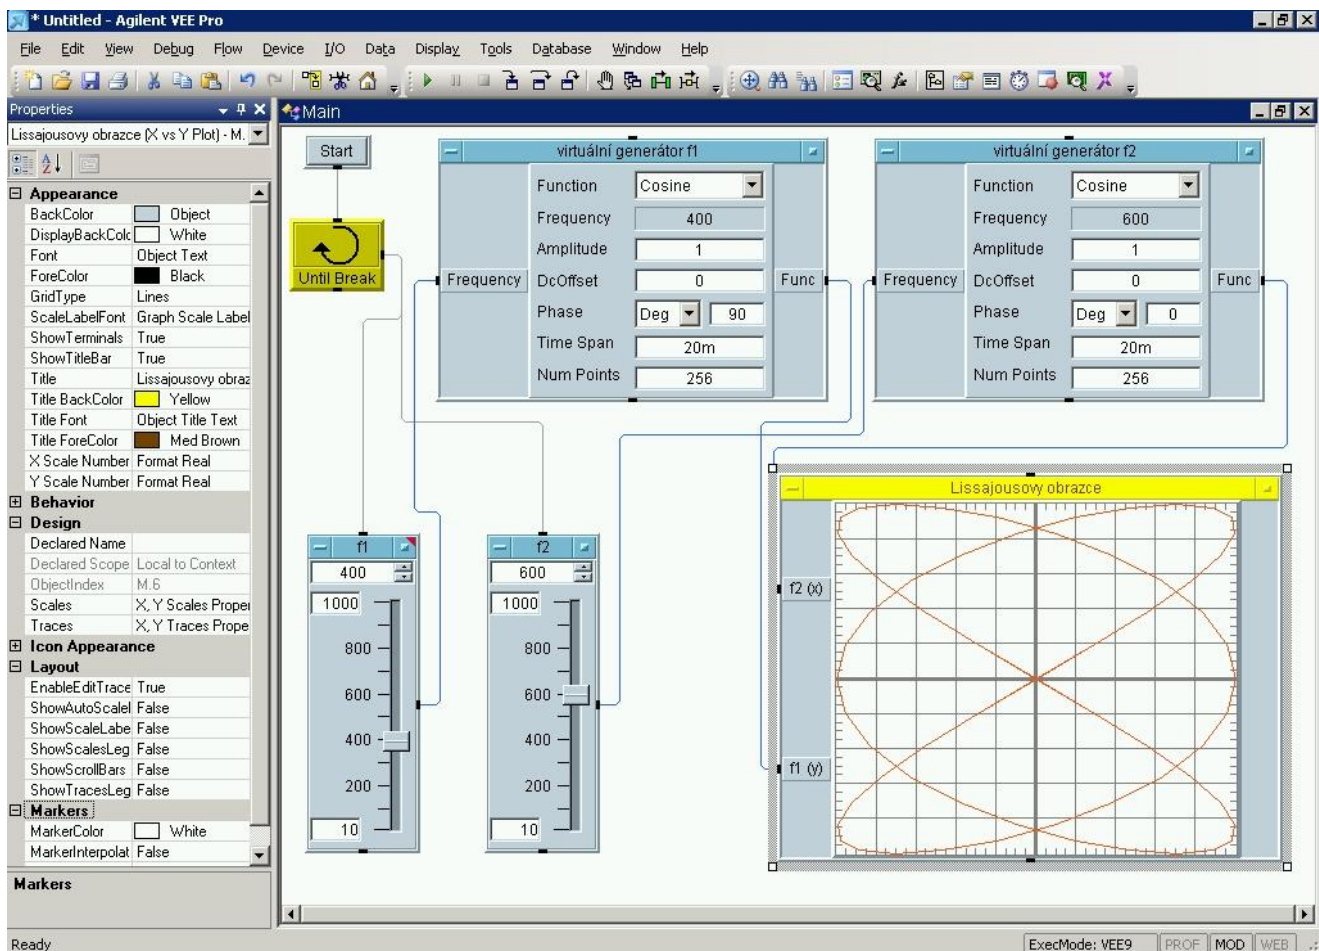 * Untitled - Agilent VEE Pro
File Edit View Debug Flow Device I/O Data Display Tools Database Window Help
Properties
Lissajousovy obrazce (X vs Y Plot) - M.
Appearance
BackColor Object
DisplayBackColc White
Font Object Text
ForeColor Black
GridType Lines
ScaleLabelFont Graph Scale Label
ShowTerminals True
ShowTitleBar True
Title Lissajousovy obraz
Title BackColor Yellow
Title Font Object Title Text
Title ForeColor Med Brown
X Scale Number Format Real
Y Scale Number Format Real
Behavior
Design
Declared Name
Declared Scope Local to Context
ObjectIndex M.6
Scales X, Y Scales Proper
Traces X, Y Traces Prope
Icon Appearance
Layout
EnableEditTrace True
ShowAutoScalel False
ShowScaleLabe False
ShowScalesLeg False
ShowScrollBars False
ShowTracesLeg False
Markers
MarkerColor White
MarkerInterpolat False
Markers
Main
Start
Until Break
virtuální generátor f1
Function Cosine
Frequency 400
Amplitude 1
Frequency DcOffset 0 Func
Phase Deg 90
Time Span 20m
Num Points 256
virtuální generátor f2
Function Cosine
Frequency 600
Amplitude 1
Frequency DcOffset 0 Func
Phase Deg 0
Time Span 20m
Num Points 256
f1
400
1000
800
600
400
200
10
f2
600
1000
800
600
400
200
10
Lissajousovy obrazce
f2 (x)
f1 (y)
Ready
ExecMode: VEE9 PROF MOD WEB